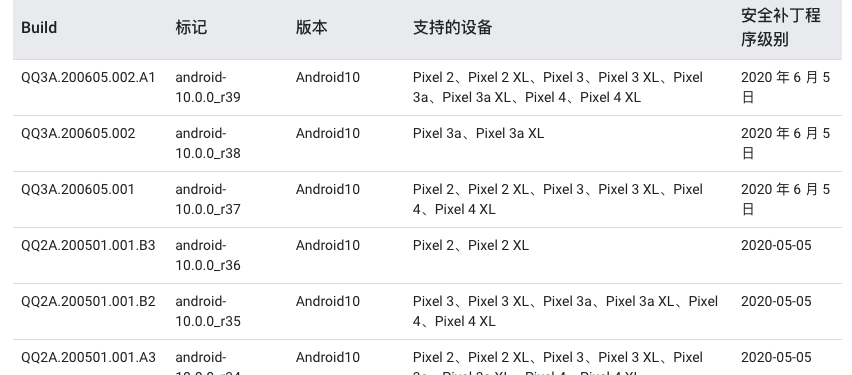 Build 标记 版本 支持的设备 安全补丁程
序级别
QQ3A.200605.002.A1 android- Android10 Pixel 2、Pixel 2 XL、Pixel 3、Pixel 3 XL、Pixel 2020 年 6 月 5
10.0.0_r39 3a、Pixel 3a XL、Pixel 4、Pixel 4 XL 日
QQ3A.200605.002 android- Android10 Pixel 3a、Pixel 3a XL 2020 年 6 月 5
10.0.0_r38 日
QQ3A.200605.001 android- Android10 Pixel 2、Pixel 2 XL、Pixel 3、Pixel 3 XL、Pixel 2020 年 6 月 5
10.0.0_r37 4、Pixel 4 XL 日
QQ2A.200501.001.B3 android- Android10 Pixel 2、Pixel 2 XL 2020-05-05
10.0.0_r36
QQ2A.200501.001.B2 android- Android10 Pixel 3、Pixel 3 XL、Pixel 3a、Pixel 3a XL、Pixel 2020-05-05
10.0.0_r35 4、Pixel 4 XL
QQ2A.200501.001.A3 android- Android10 Pixel 2、Pixel 2 XL、Pixel 3、Pixel 3 XL、Pixel 2020-05-05